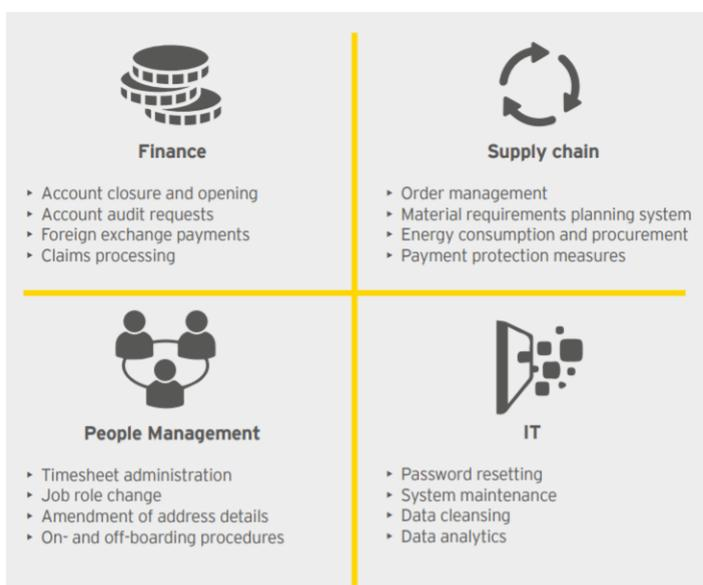 Finance
‣ Account closure and opening
‣ Account audit requests
‣ Foreign exchange payments
‣ Claims processing
Supply chain
‣ Order management
‣ Material requirements planning system
‣ Energy consumption and procurement
‣ Payment protection measures
People Management
‣ Timesheet administration
‣ Job role change
‣ Amendment of address details
‣ On- and off-boarding procedures
IT
‣ Password resetting
‣ System maintenance
‣ Data cleansing
‣ Data analytics